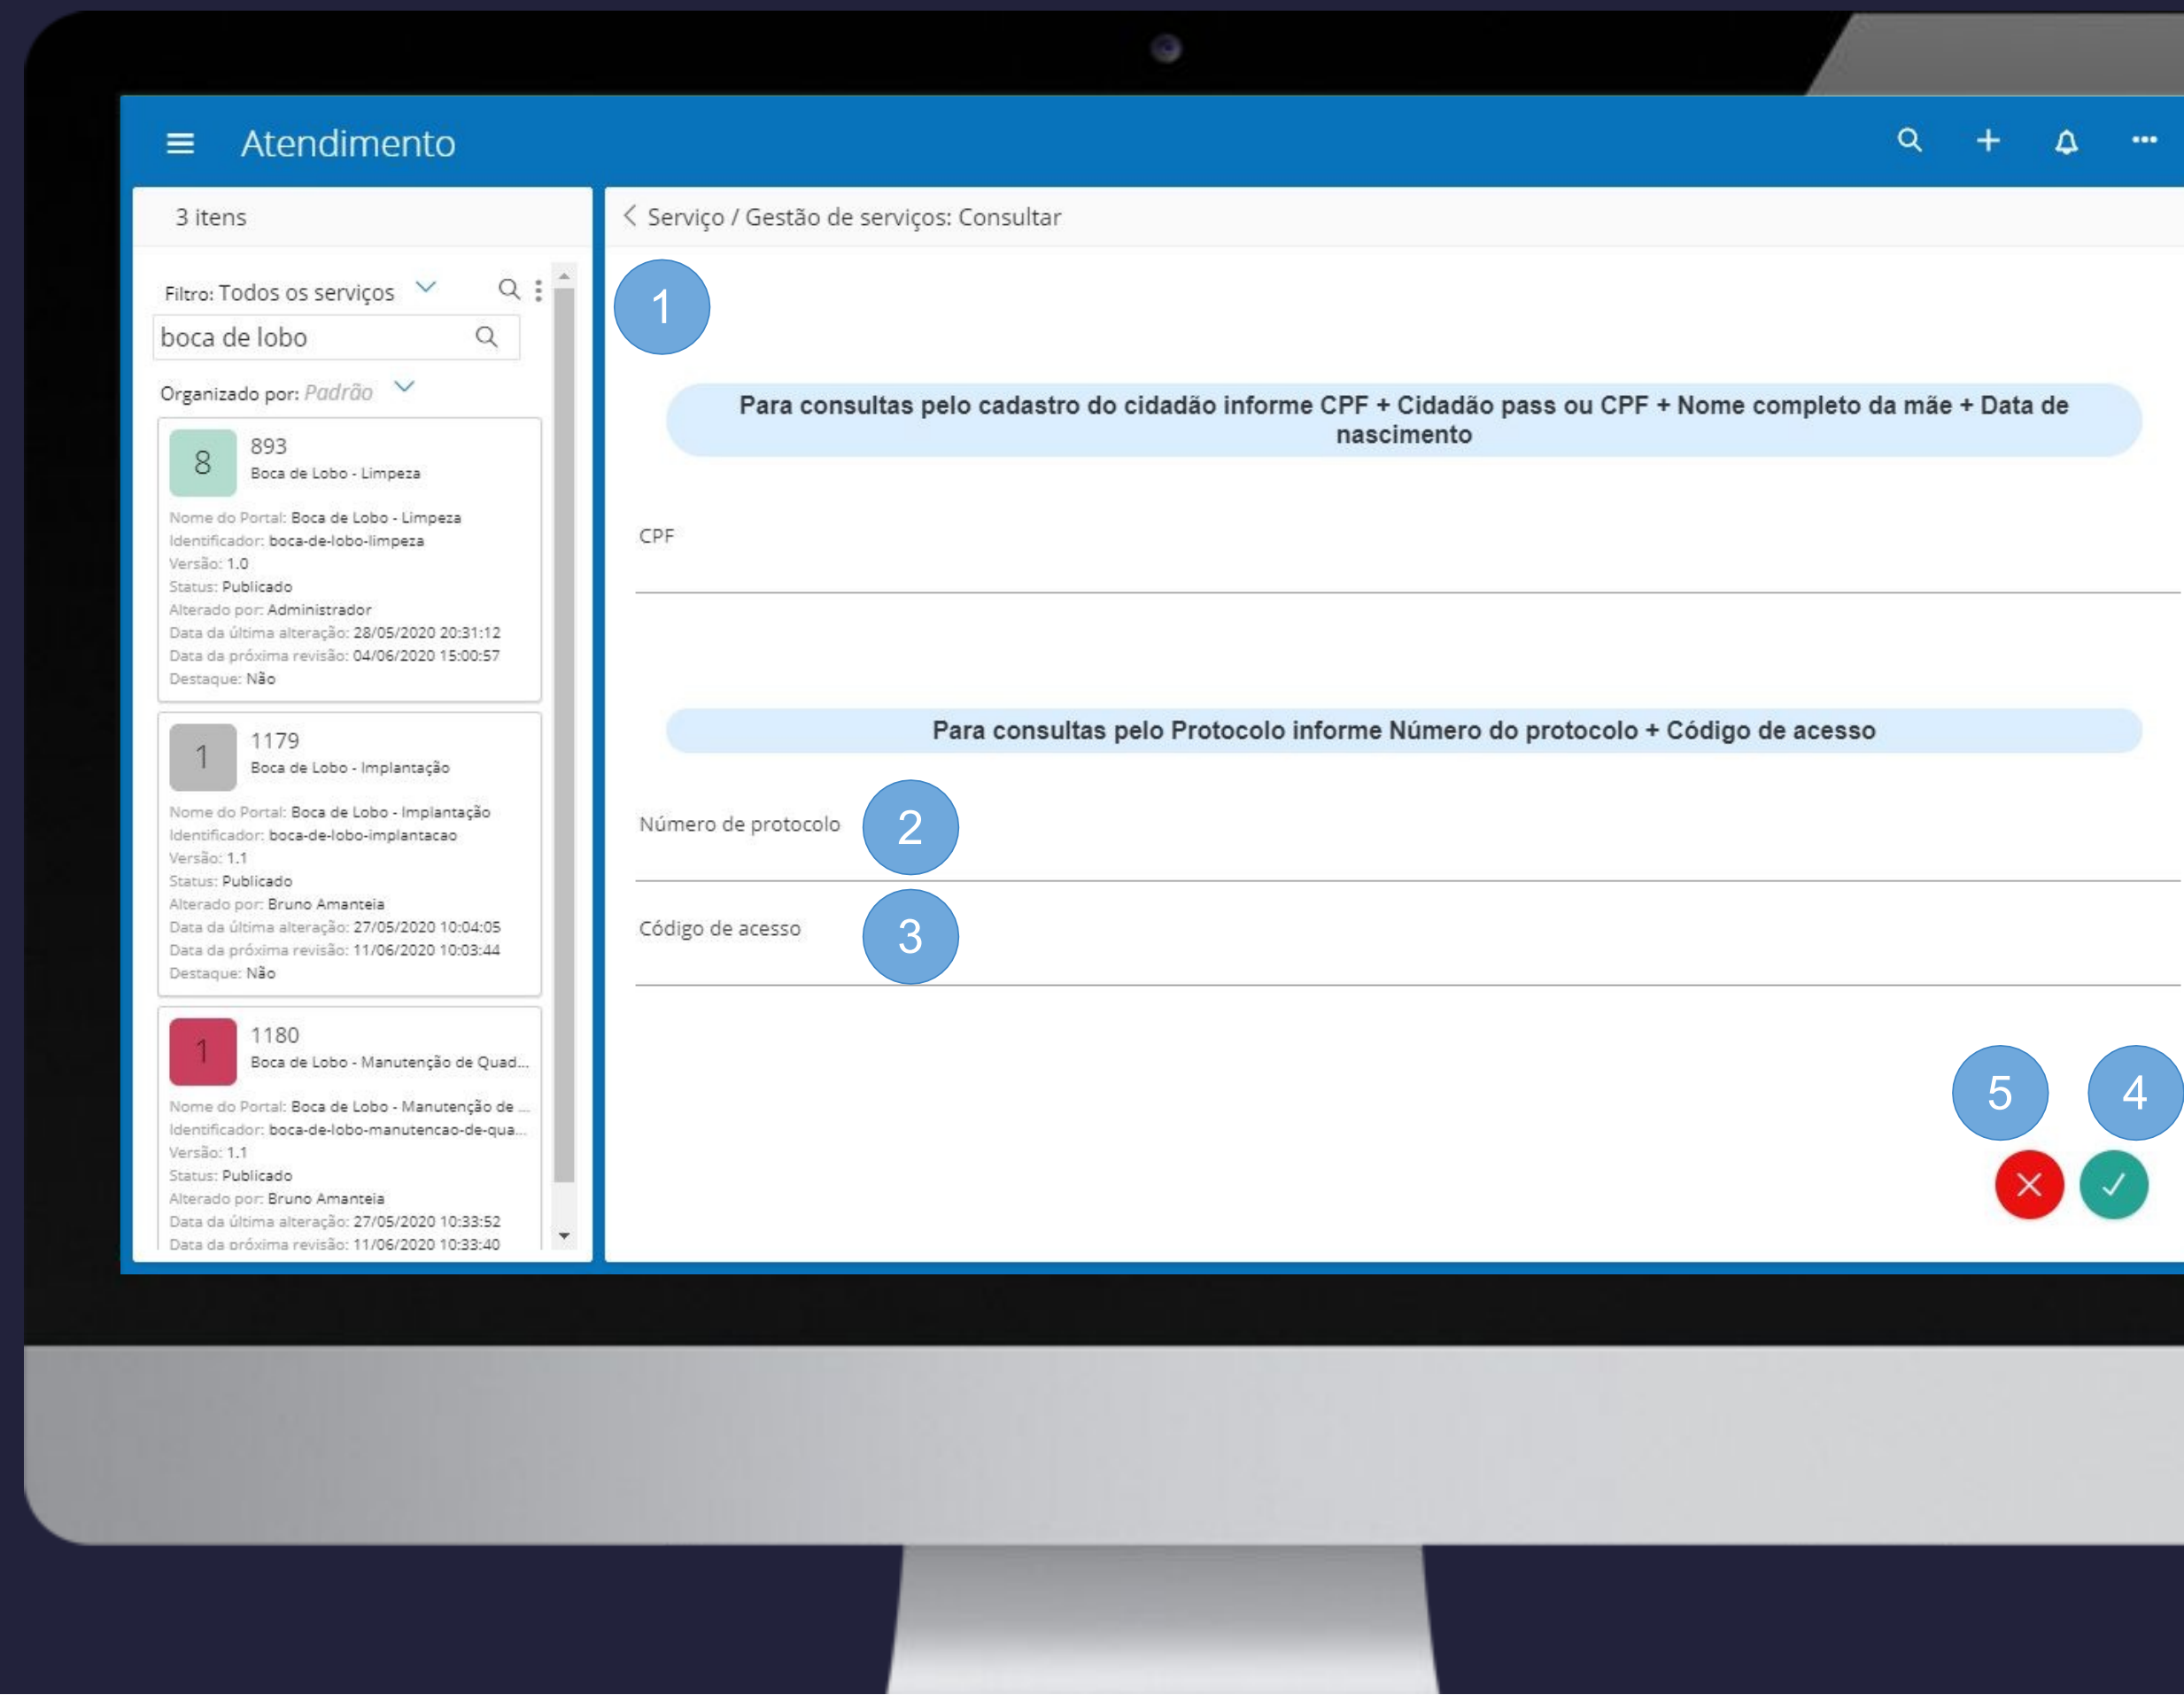 Atendimento
3 itens
Filtro: Todos os serviços
boca de lobo
Organizado por: Padrão
8
893
Boca de Lobo - Limpeza
Nome do Portal: Boca de Lobo - Limpeza
Identificador: boca-de-lobo-limpeza
Versão: 1.0
Status: Publicado
Alterado por: Administrador
Data da última alteração: 28/05/2020 20:31:12
Data da próxima revisão: 04/06/2020 15:00:57
Destaque: Não
1
1179
Boca de Lobo - Implantação
Nome do Portal: Boca de Lobo - Implantação
Identificador: boca-de-lobo-implantacao
Versão: 1.1
Status: Publicado
Alterado por: Bruno Amanteia
Data da última alteração: 27/05/2020 10:04:05
Data da próxima revisão: 11/06/2020 10:03:44
Destaque: Não
1
1180
Boca de Lobo - Manutenção de Quad...
Nome do Portal: Boca de Lobo - Manutenção de ...
Identificador: boca-de-lobo-manutencao-de-qua...
Versão: 1.1
Status: Publicado
Alterado por: Bruno Amanteia
Data da última alteração: 27/05/2020 10:33:52
Data da próxima revisão: 11/06/2020 10:33:40
Serviço / Gestão de serviços: Consultar
1
Para consultas pelo cadastro do cidadão informe CPF + Cidadão pass ou CPF + Nome completo da mãe + Data de
nascimento
CPF
Para consultas pelo Protocolo informe Número do protocolo + Código de acesso
Número de protocolo
2
Código de acesso
3
5
4